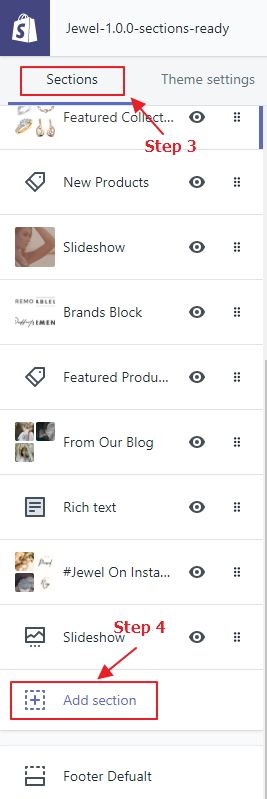 Jewel-1.0.0-sections-ready
Sections
Theme settings
Featured Collect...
Step 3
New Products
Slideshow
Brands Block
Featured Produ...
From Our Blog
Rich text
#Jewel On Insta...
Step 4
Slideshow
Add section
Footer Defualt